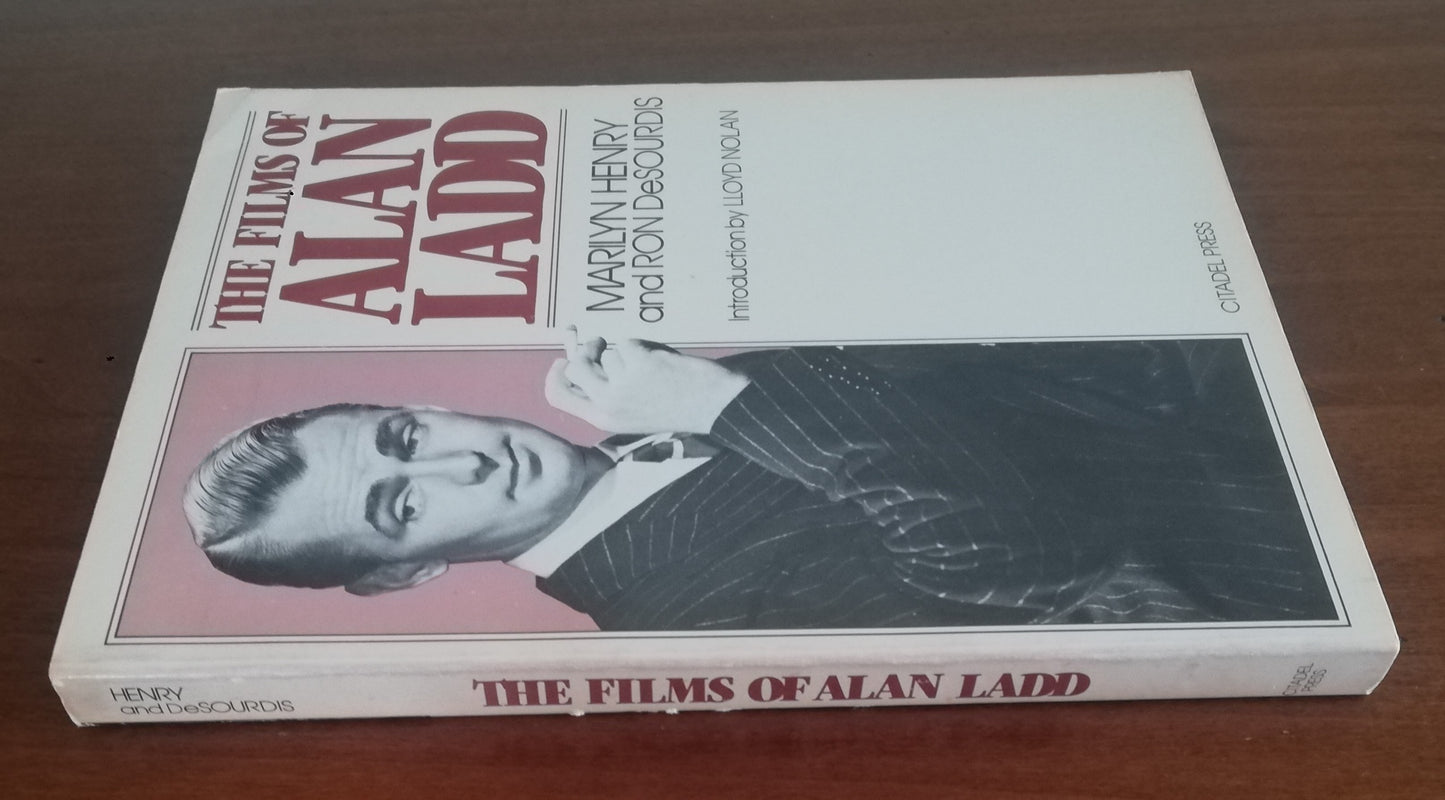 THE FILMS OF
ALAN
LADD
MARILYN HENRY
and RON DeSOURDIS
Introduction by LLOYD NOLAN
CITADEL PRESS
HENRY
and DeSOURDIS
THE FILMS OF ALAN LADD
CITADEL
PRESS